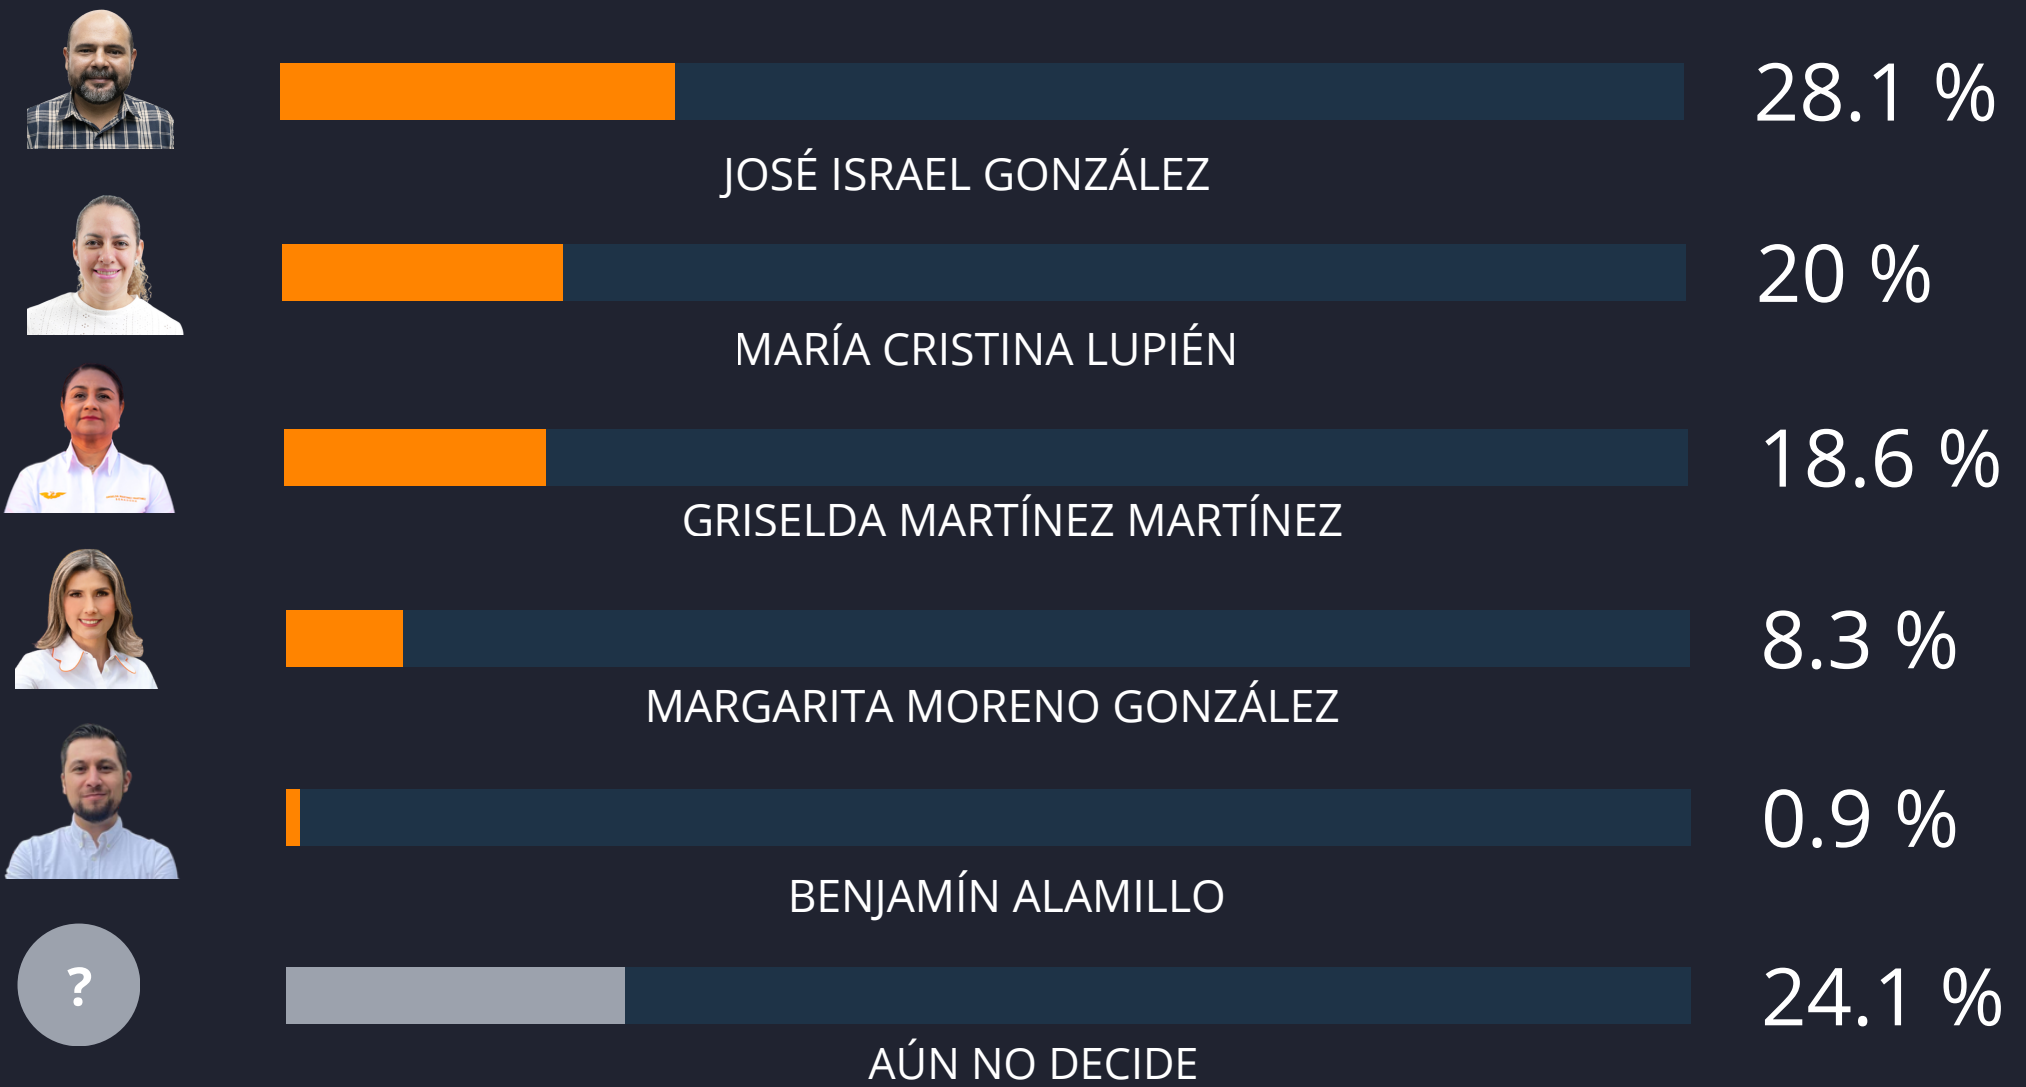 28.1 %
JOSÉ ISRAEL GONZÁLEZ
20 %
MARÍA CRISTINA LUPIÉN
18.6 %
GRISELDA MARTÍNEZ MARTÍNEZ
8.3 %
MARGARITA MORENO GONZÁLEZ
0.9 %
BENJAMÍN ALAMILLO
?
24.1 %
AÚN NO DECIDE